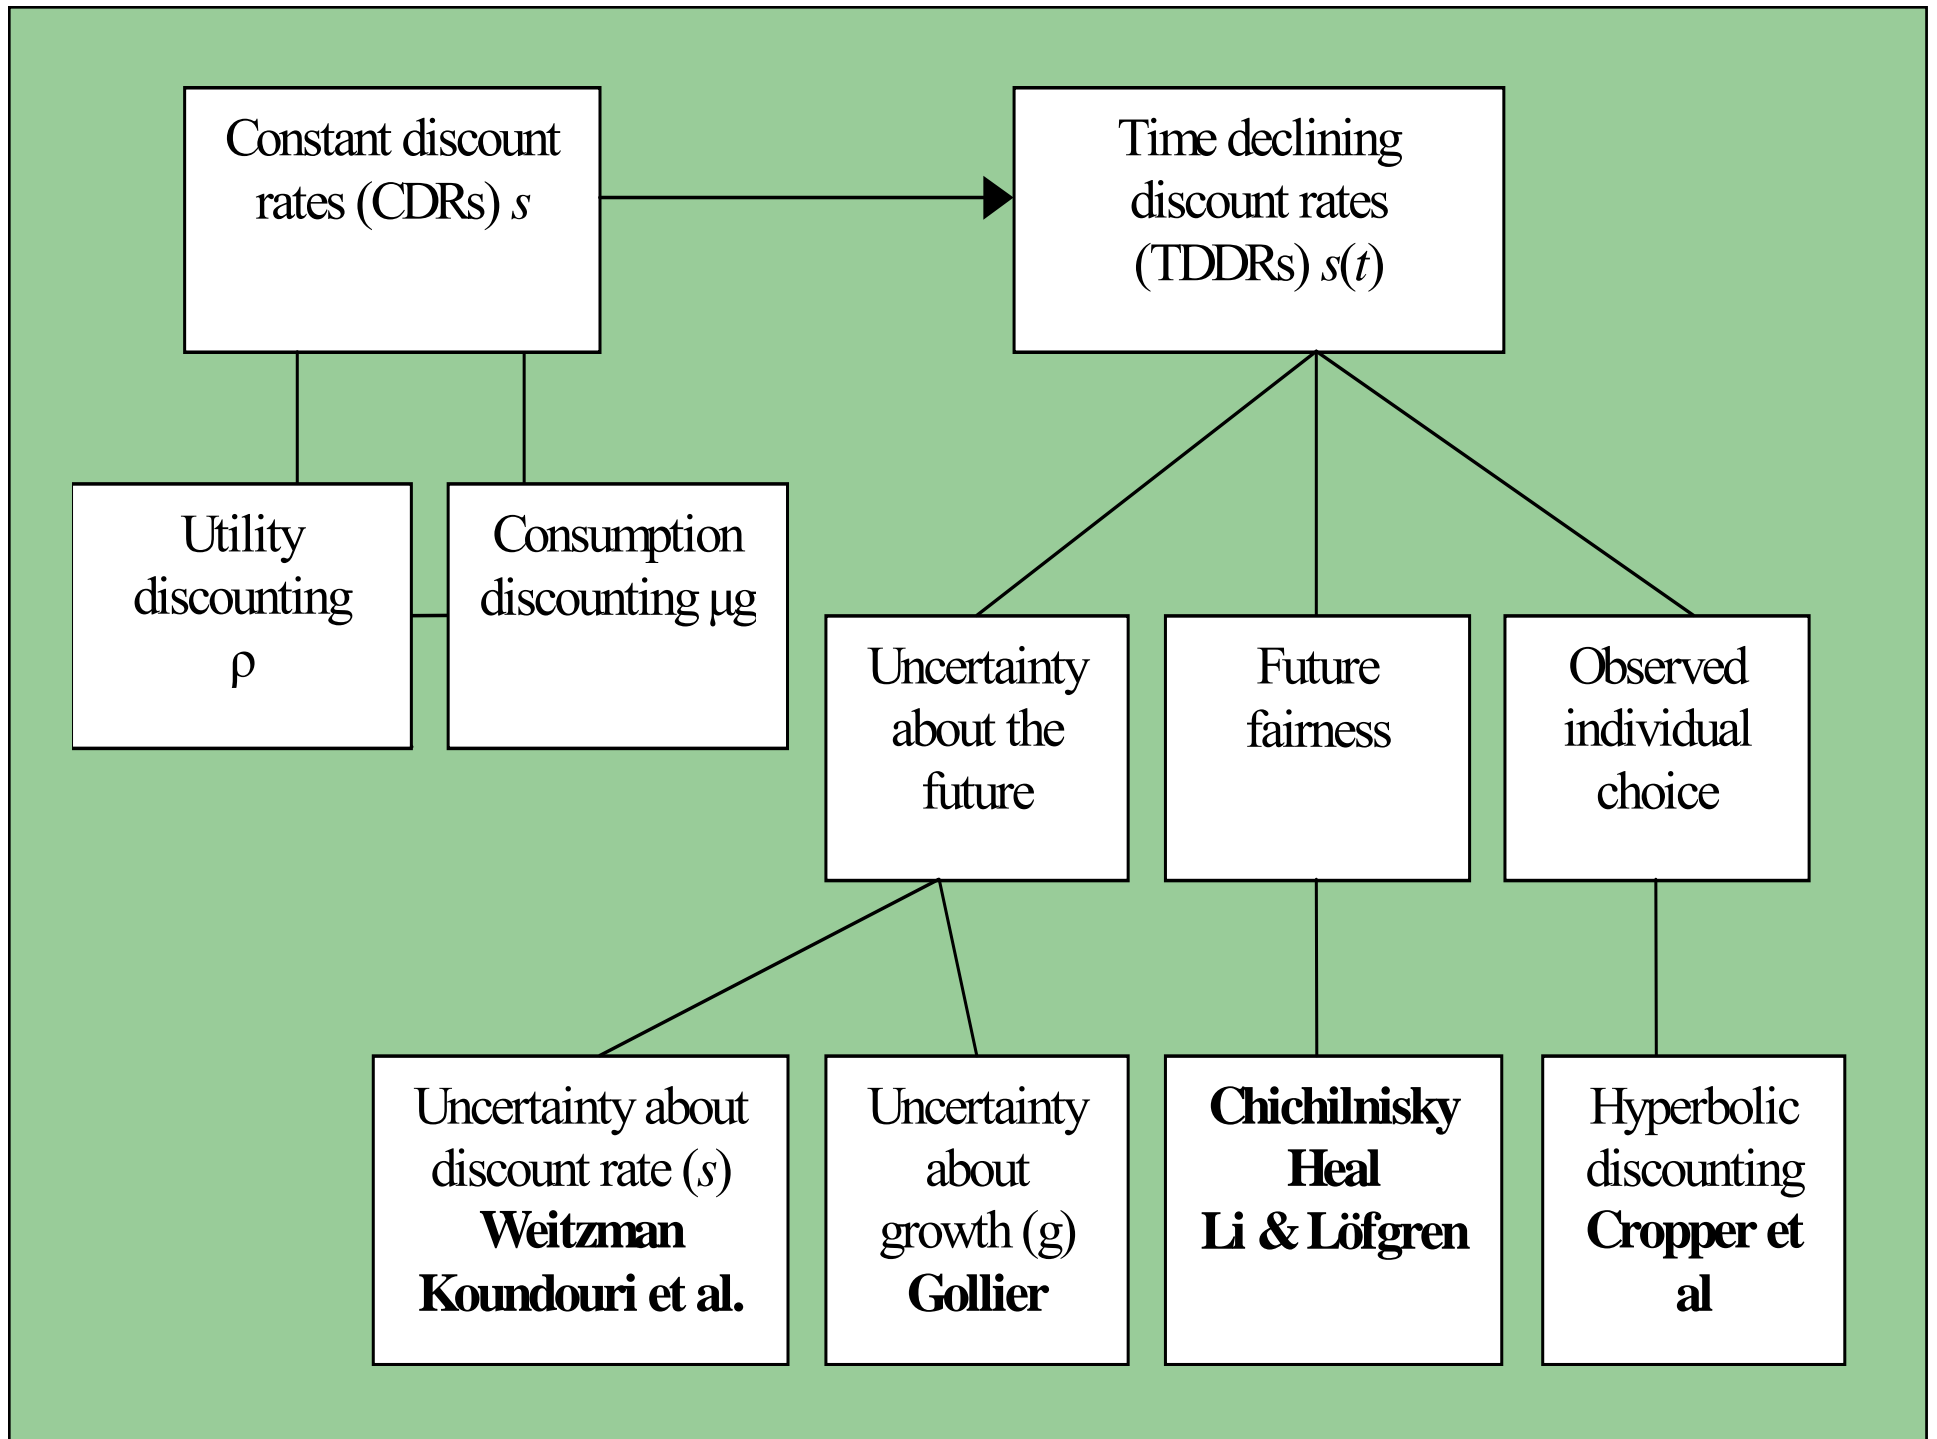 Constant discount
rates (CDRs) s
Time declining
discount rates
(TDDRs) s(t)
Utility
discounting
ρ
Consumption
discounting μg
Uncertainty
about the
future
Future
fairness
Observed
individual
choice
Uncertainty about
discount rate (s)
Weitzman
Koundouri et al.
Uncertainty
about
growth (g)
Gollier
Chichilnisky
Heal
Li & Löfgren
Hyperbolic
discounting
Cropper et
al